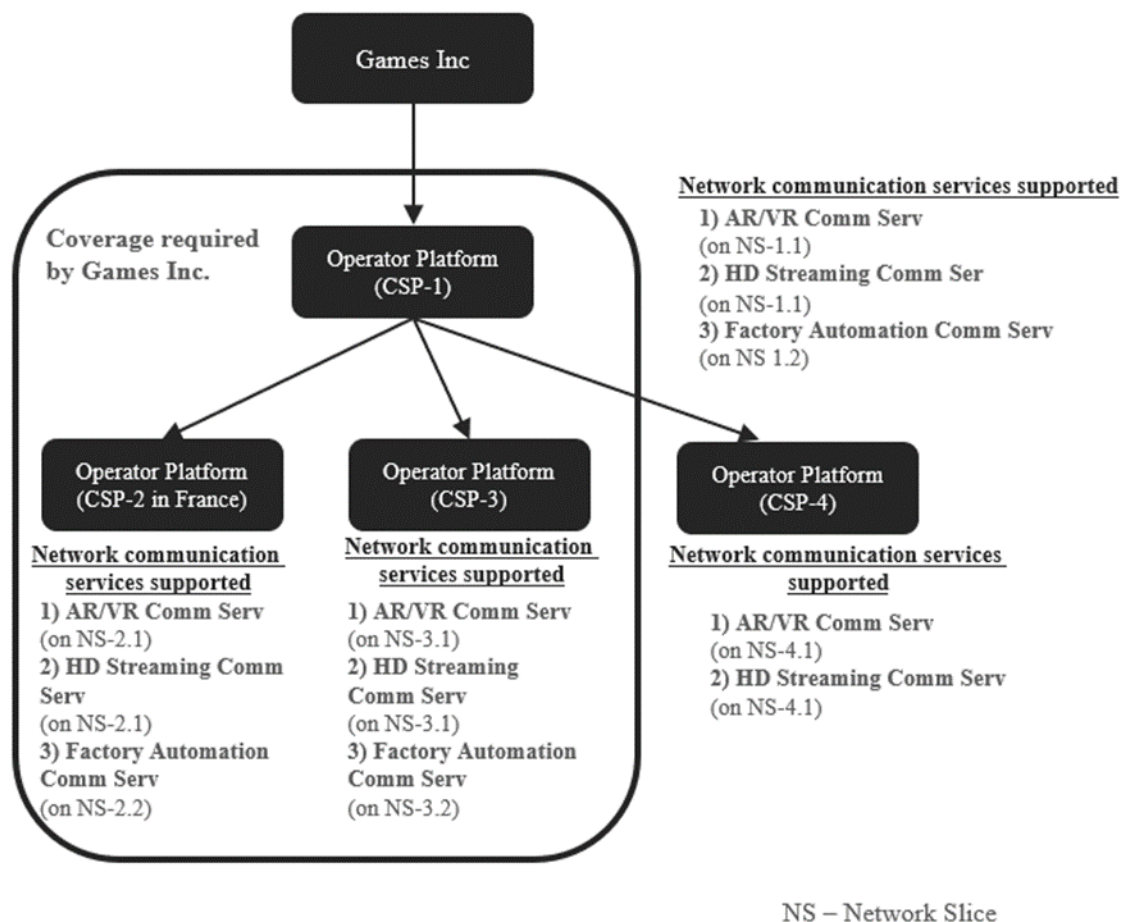 Games Inc
Coverage required
by Games Inc.
Operator Platform
(CSP-1)
Network communication services supported
1) AR/VR Comm Serv
(on NS-1.1)
2) HD Streaming Comm Ser
(on NS-1.1)
3) Factory Automation Comm Serv
(on NS 1.2)
Operator Platform
(CSP-2 in France)
Network communication
services supported
1) AR/VR Comm Serv
(on NS-2.1)
2) HD Streaming Comm
Serv
(on NS-2.1)
3) Factory Automation
Comm Serv
(on NS-2.2)
Operator Platform
(CSP-3)
Network communication
services supported
1) AR/VR Comm Serv
(on NS-3.1)
2) HD Streaming
Comm Serv
(on NS-3.1)
3) Factory Automation
Comm Serv
(on NS-3.2)
Operator Platform
(CSP-4)
Network communication services
supported
1) AR/VR Comm Serv
(on NS-4.1)
2) HD Streaming Comm Serv
(on NS-4.1)
NS – Network Slice